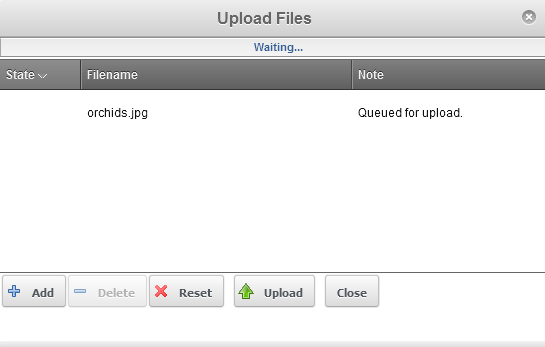 Upload Files
Waiting...
State Filename Note
orchids.jpg Queued for upload.
Add Delete Reset Upload Close